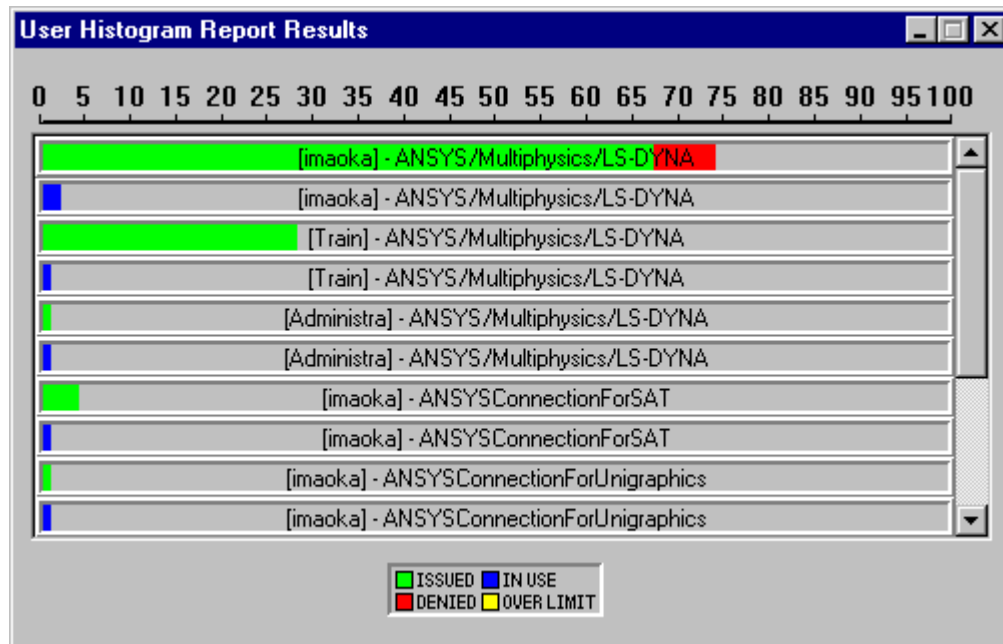 User Histogram Report Results
0 5 10 15 20 25 30 35 40 45 50 55 60 65 70 75 80 85 90 95 100
[imaoka] - ANSYS/Multiphysics/LS-DYNA
[imaoka] - ANSYS/Multiphysics/LS-DYNA
[Train] - ANSYS/Multiphysics/LS-DYNA
[Train] - ANSYS/Multiphysics/LS-DYNA
[Administra] - ANSYS/Multiphysics/LS-DYNA
[Administra] - ANSYS/Multiphysics/LS-DYNA
[imaoka] - ANSYSConnectionForSAT
[imaoka] - ANSYSConnectionForSAT
[imaoka] - ANSYSConnectionForUnigraphics
[imaoka] - ANSYSConnectionForUnigraphics
ISSUED IN USE
DENIED OVER LIMIT